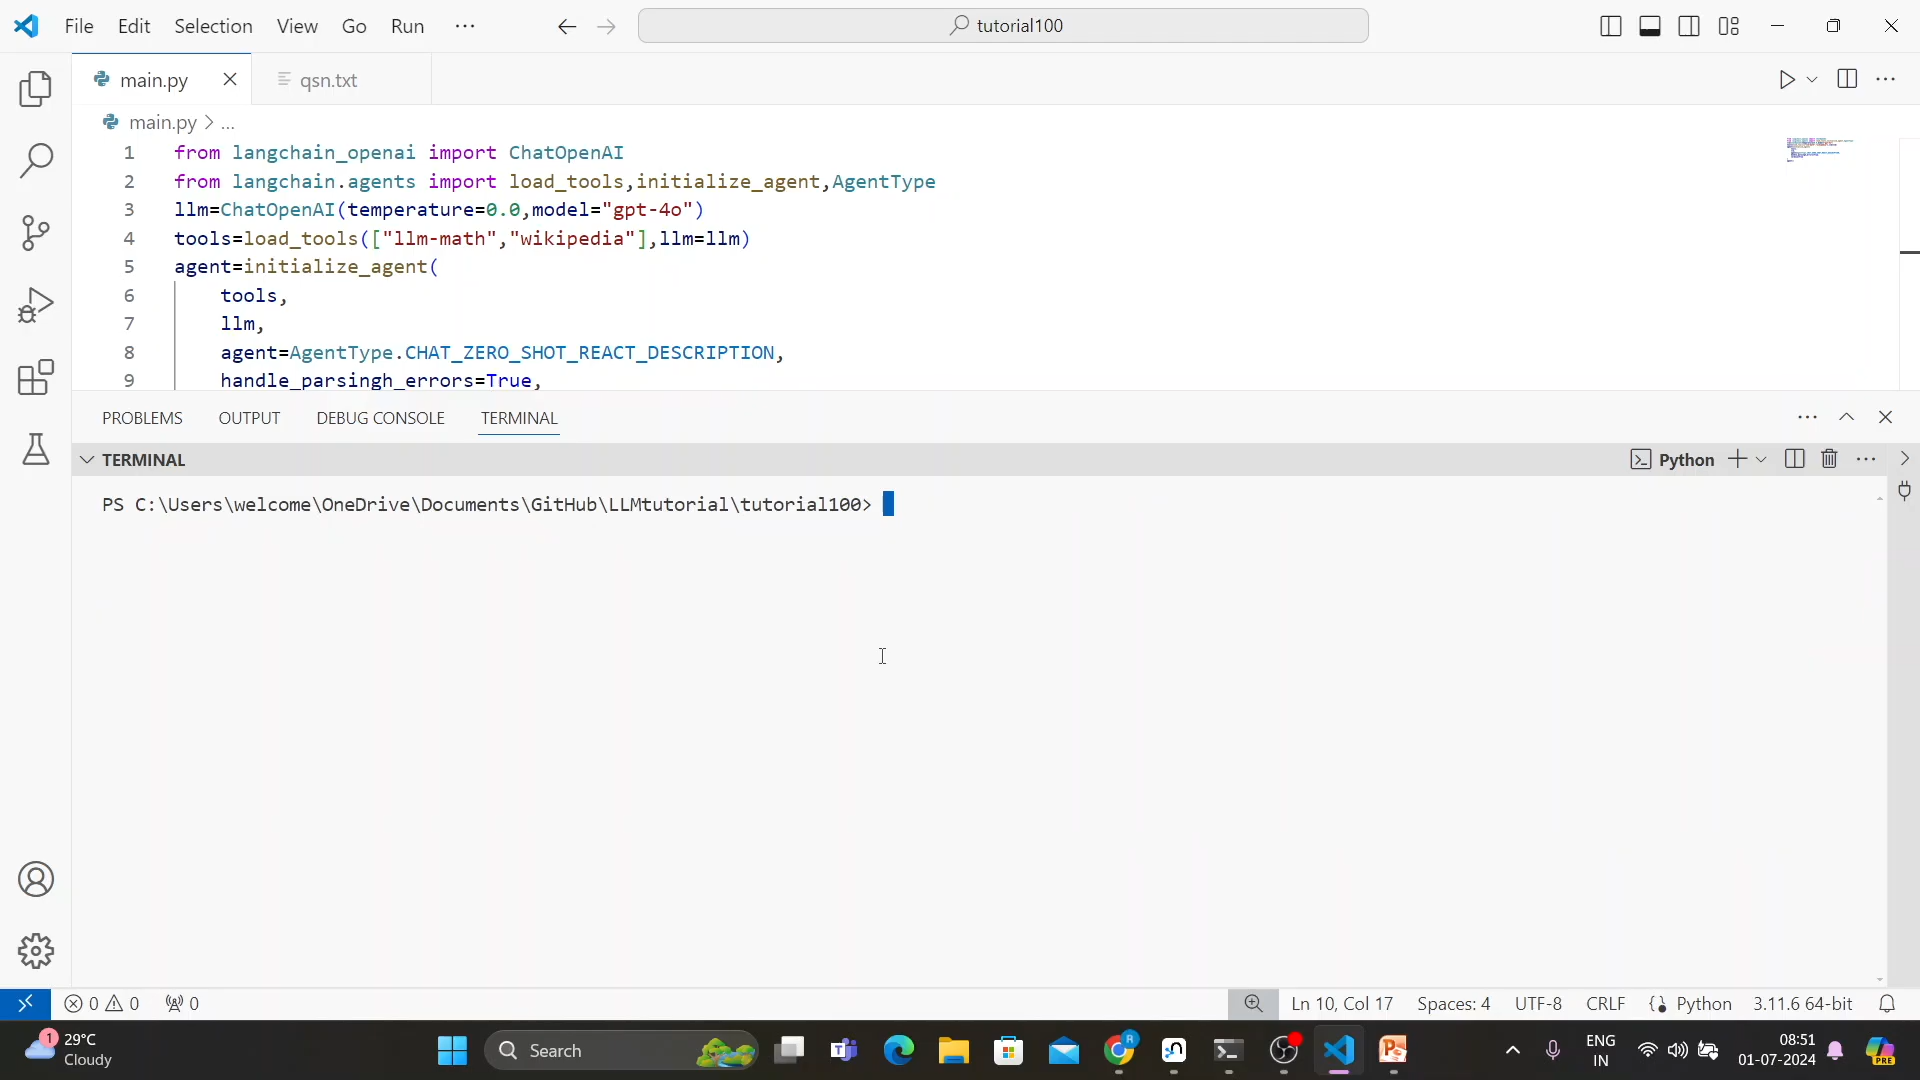 File Edit Selection View Go Run ··· tutorial100
main.py qsn.txt
main.py > ...
1 from langchain_openai import ChatOpenAI
2 from langchain.agents import load_tools,initialize_agent,AgentType
3 llm=ChatOpenAI(temperature=0.0,model="gpt-4o")
4 tools=load_tools(["llm-math","wikipedia"],llm=llm)
5 agent=initialize_agent(
6 tools,
7 llm,
8 agent=AgentType.CHAT_ZERO_SHOT_REACT_DESCRIPTION,
9 handle_parsingh_errors=True,
PROBLEMS OUTPUT DEBUG CONSOLE TERMINAL
TERMINAL Python
PS C:\Users\welcome\OneDrive\Documents\GitHub\LLMtutorial\tutorial100>
0 0 0 Ln 10, Col 17 Spaces: 4 UTF-8 CRLF Python 3.11.6 64-bit
1 29°C Search R ENG 08:51
Cloudy IN 01-07-2024 PRE